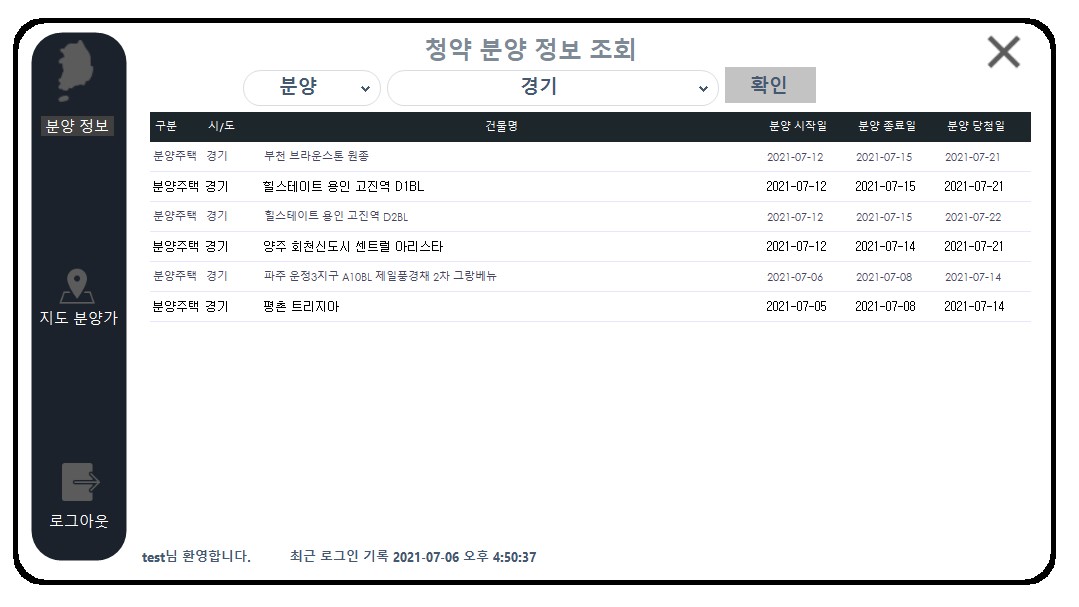 청약 분양 정보 조회
분양 경기 확인
분양 정보
지도 분양가
로그아웃
구분 시/도 건물명 분양 시작일 분양 종료일 분양 당첨일
분양주택 경기 부천 브라운스톤 원종 2021-07-12 2021-07-15 2021-07-21
분양주택 경기 힐스테이트 용인 고진역 D1BL 2021-07-12 2021-07-15 2021-07-21
분양주택 경기 힐스테이트 용인 고진역 D2BL 2021-07-12 2021-07-15 2021-07-22
분양주택 경기 양주 회천신도시 센트럴 아리스타 2021-07-12 2021-07-14 2021-07-21
분양주택 경기 파주 운정3지구 A10BL 제일풍경채 2차 그랑베뉴 2021-07-06 2021-07-08 2021-07-14
분양주택 경기 평촌 트리지아 2021-07-05 2021-07-08 2021-07-14
test님 환영합니다. 최근 로그인 기록 2021-07-06 오후 4:50:37